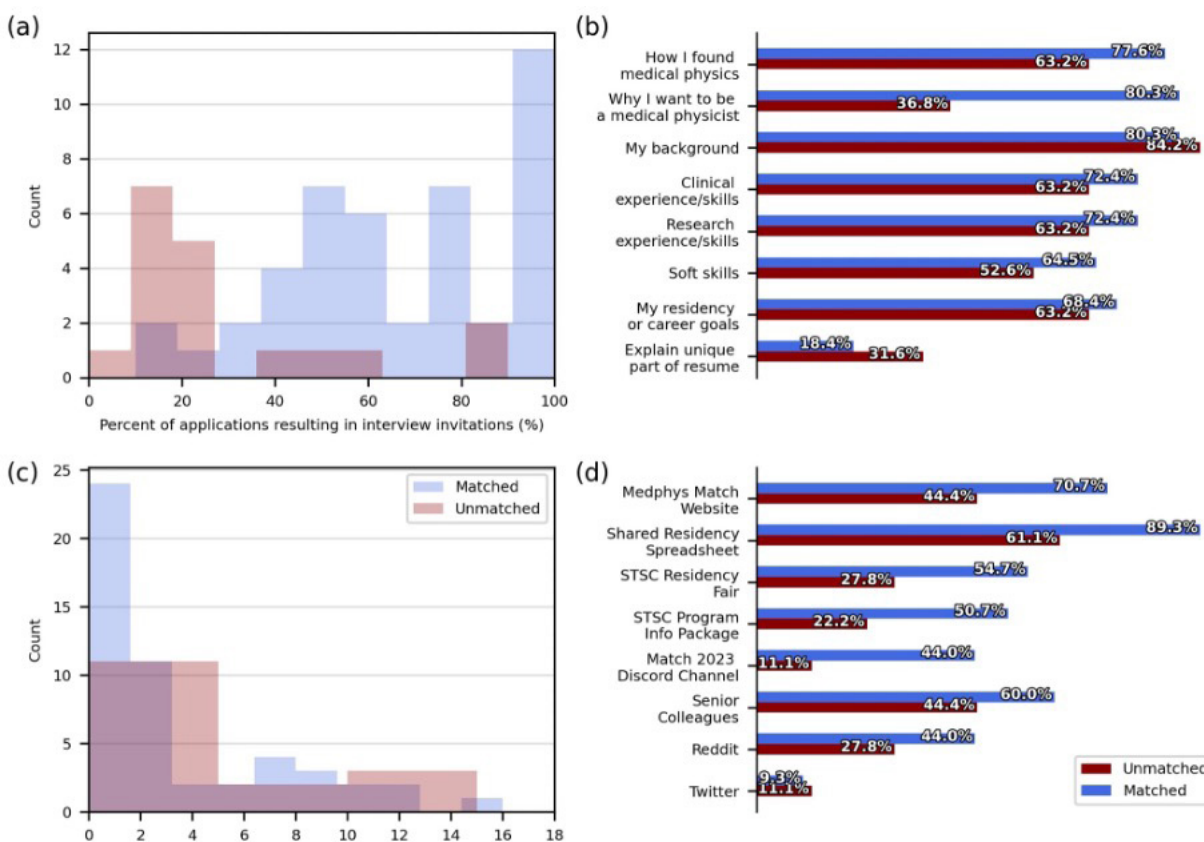 (a)
12
10
8
6
4
2
0
Count
0 20 40 60 80 100
Percent of applications resulting in interview invitations (%)
(b)
How I found
medical physics
77.6%
63.2%
Why I want to be
a medical physicist
80.3%
36.8%
My background
80.3%
84.2%
Clinical
experience/skills
72.4%
63.2%
Research
experience/skills
72.4%
63.2%
Soft skills
64.5%
52.6%
My residency
or career goals
68.4%
63.2%
Explain unique
part of resume
18.4%
31.6%
(c)
25
20
15
10
5
0
Count
Matched
Unmatched
0 2 4 6 8 10 12 14 16 18
(d)
Medphys Match
Website
70.7%
44.4%
Shared Residency
Spreadsheet
89.3%
61.1%
STSC Residency
Fair
54.7%
27.8%
STSC Program
Info Package
50.7%
22.2%
Match 2023
Discord Channel
44.0%
11.1%
Senior
Colleagues
60.0%
44.4%
Reddit
44.0%
27.8%
Twitter
9.3%
11.1%
Unmatched
Matched